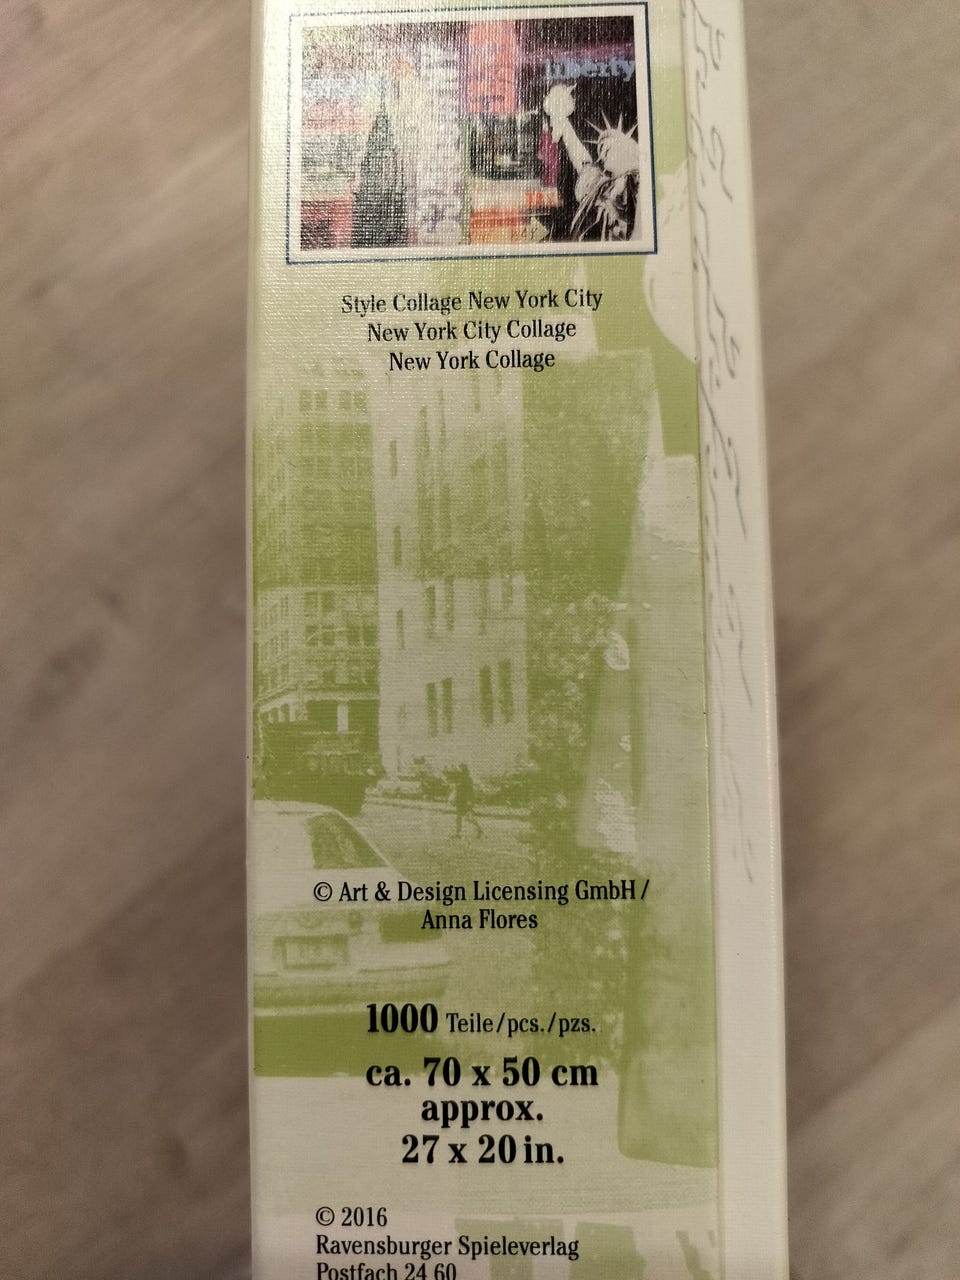 liberty
Style Collage New York City
New York City Collage
New York Collage
© Art & Design Licensing GmbH /
Anna Flores
1000 Teile/pcs./pzs.
ca. 70 x 50 cm
approx.
27 x 20 in.
© 2016
Ravensburger Spieleverlag
Postfach 24 60